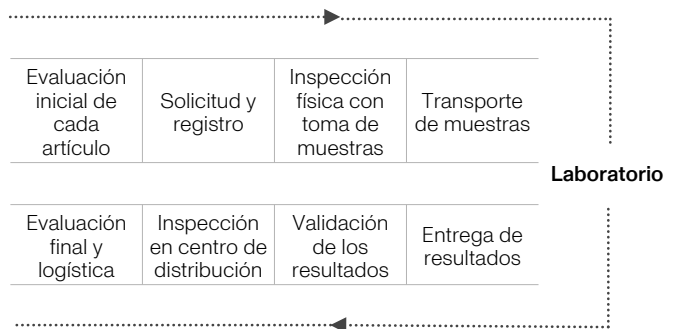 Evaluación
inicial de
cada
artículo
Solicitud y
registro
Inspección
física con
toma de
muestras
Transporte
de muestras
Laboratorio
Evaluación
final y
logística
Inspección
en centro de
distribución
Validación
de los
resultados
Entrega de
resultados